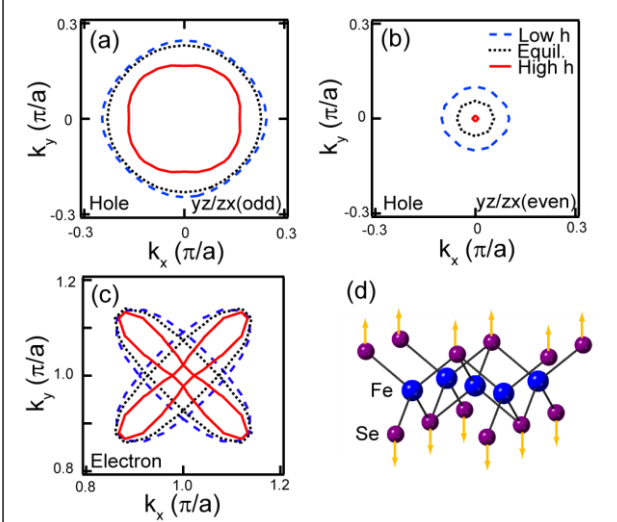 (a)
0.3
0
-0.3
k_y (π/a)
Hole
yz/zx(odd)
0.3
0
-0.3
k_x (π/a)
(b)
Low h
Equil.
High h
0.3
0
-0.3
k_y (π/a)
Hole
yz/zx(even)
0
0.3
k_x (π/a)
(c)
1.2
1.0
0.8
k_y (π/a)
Electron
0.8
1.0
1.2
k_x (π/a)
(d)
Fe
Se